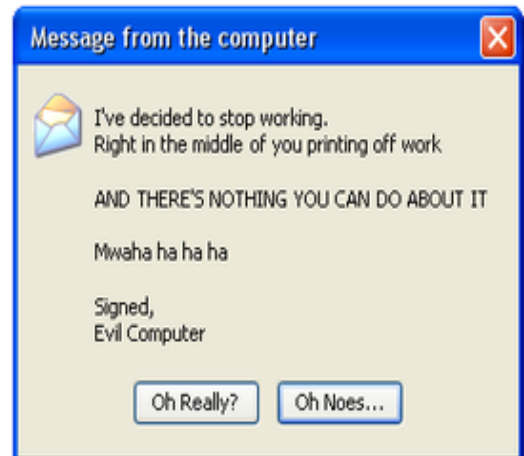 Message from the computer
I've decided to stop working.
Right in the middle of you printing off work
AND THERE'S NOTHING YOU CAN DO ABOUT IT
Mwaha ha ha ha
Signed,
Evil Computer
Oh Really?
Oh Noes...